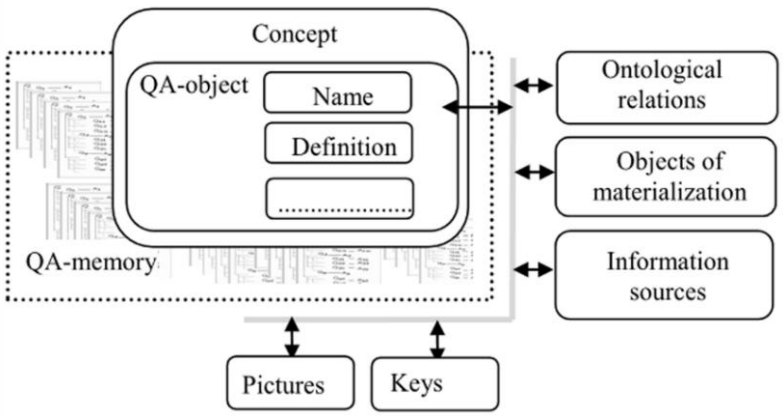 Concept
QA-object
Name
Definition
QA-memory
Ontological
relations
Objects of
materialization
Information
sources
Pictures
Keys